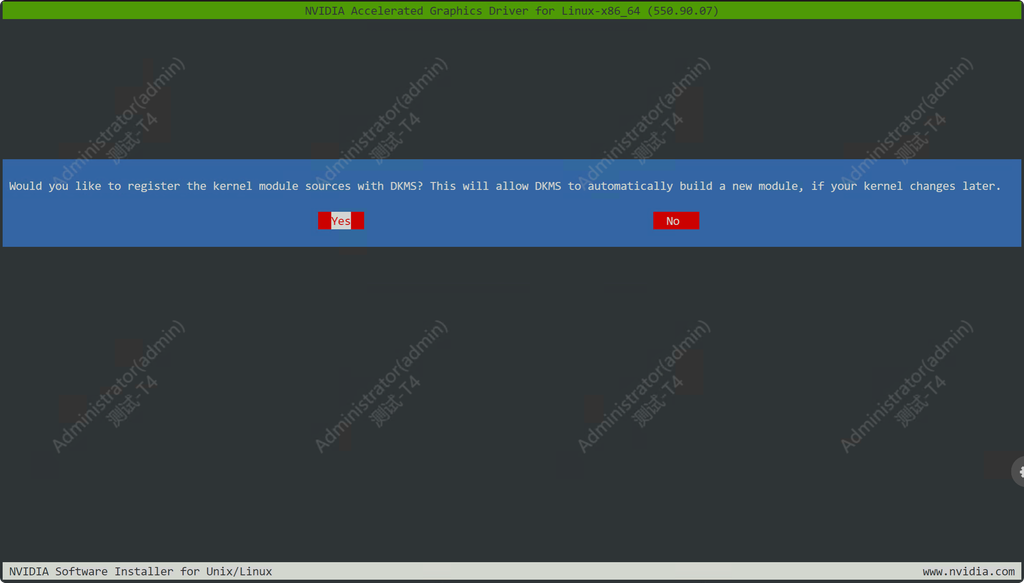 NVIDIA Accelerated Graphics Driver for Linux-x86_64 (550.90.07)
Administrator(admin)
测试-T4
Administrator(admin)
测试-T4
Administrator(admin)
测试-T4
Administrator(admin)
测试-T4
Would you like to register the kernel module sources with DKMS? This will allow DKMS to automatically build a new module, if your kernel changes later.
Yes No
Administrator(admin)
测试-T4
Administrator(admin)
测试-T4
Administrator(admin)
测试-T4
Administrator(admin)
测试-T4
NVIDIA Software Installer for Unix/Linux www.nvidia.com